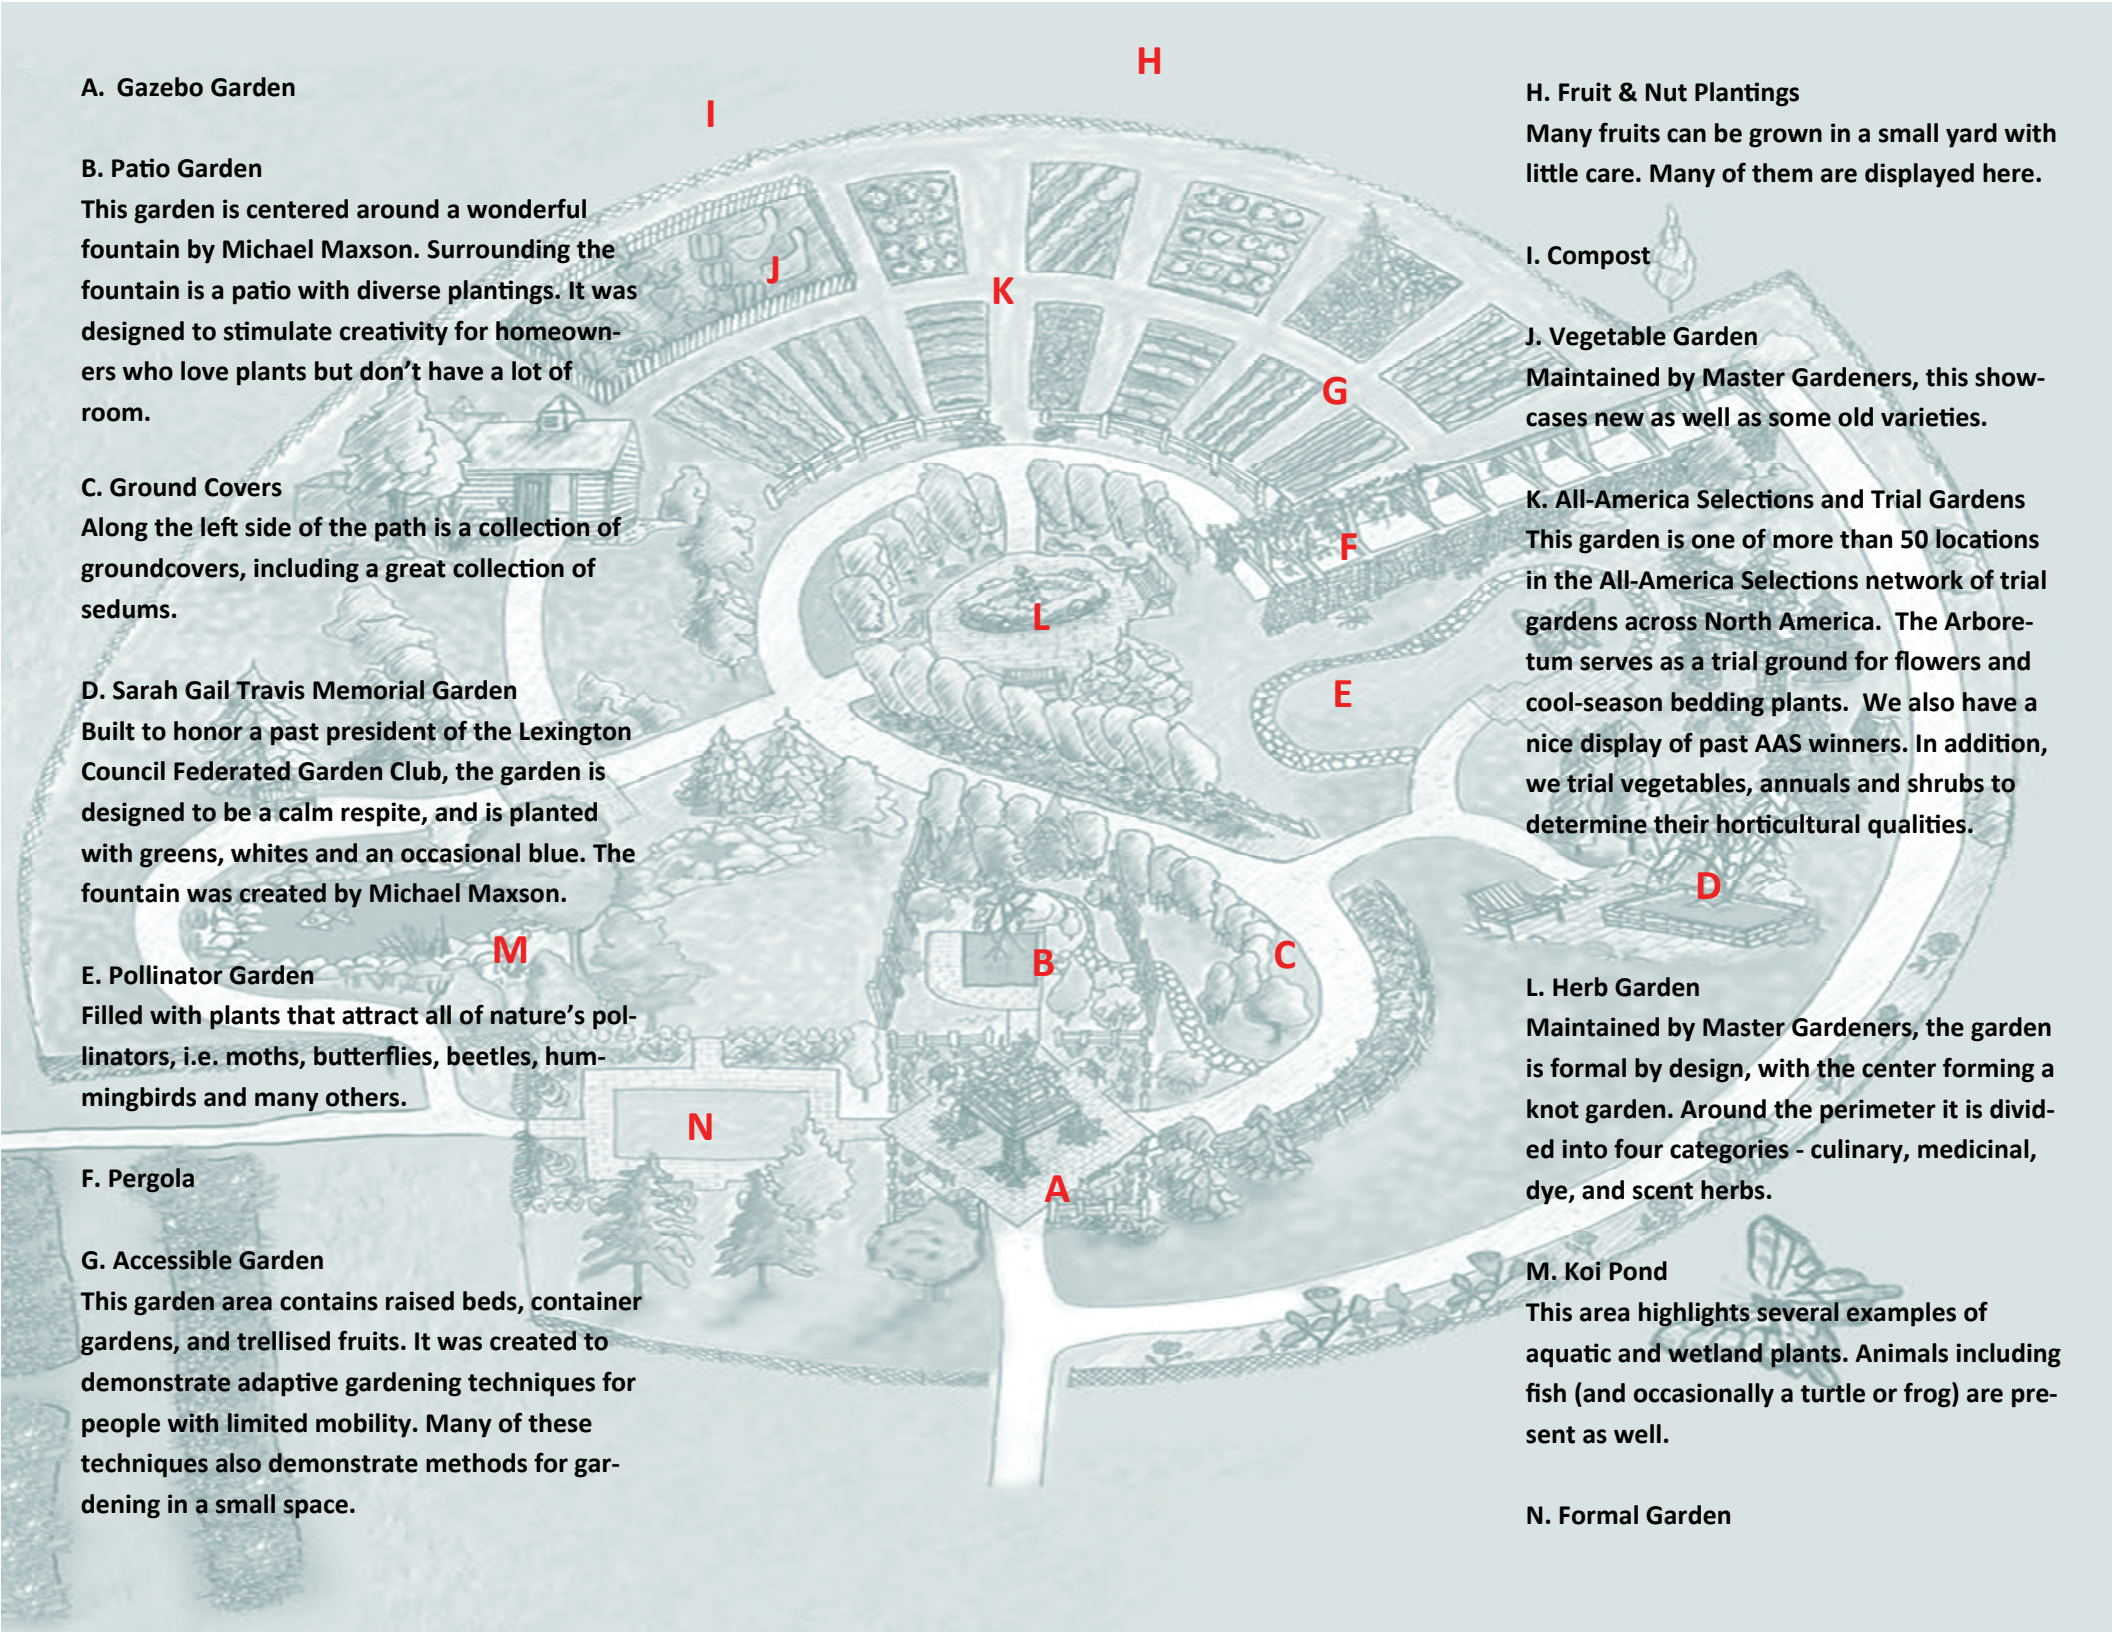 A.  Gazebo Garden
B. Patio Garden
This garden is centered around a wonderful
fountain by Michael Maxson. Surrounding the
fountain is a patio with diverse plantings. It was
designed to stimulate creativity for homeown-
ers who love plants but don’t have a lot of
room.
C. Ground Covers
Along the left side of the path is a collection of
groundcovers, including a great collection of
sedums.
D. Sarah Gail Travis Memorial Garden
Built to honor a past president of the Lexington
Council Federated Garden Club, the garden is
designed to be a calm respite, and is planted
with greens, whites and an occasional blue. The
fountain was created by Michael Maxson.
E. Pollinator Garden
Filled with plants that attract all of nature’s pol-
linators, i.e. moths, butterflies, beetles, hum-
mingbirds and many others.
F. Pergola
G. Accessible Garden
This garden area contains raised beds, container
gardens, and trellised fruits. It was created to
demonstrate adaptive gardening techniques for
people with limited mobility. Many of these
techniques also demonstrate methods for gar-
dening in a small space.
H
I
J
K
G
F
L
E
D
M
B
C
N
A
H. Fruit & Nut Plantings
Many fruits can be grown in a small yard with
little care. Many of them are displayed here.
I. Compost
J. Vegetable Garden
Maintained by Master Gardeners, this show-
cases new as well as some old varieties.
K. All-America Selections and Trial Gardens
This garden is one of more than 50 locations
in the All-America Selections network of trial
gardens across North America.  The Arbore-
tum serves as a trial ground for flowers and
cool-season bedding plants.  We also have a
nice display of past AAS winners. In addition,
we trial vegetables, annuals and shrubs to
determine their horticultural qualities.
L. Herb Garden
Maintained by Master Gardeners, the garden
is formal by design, with the center forming a
knot garden. Around the perimeter it is divid-
ed into four categories - culinary, medicinal,
dye, and scent herbs.
M. Koi Pond
This area highlights several examples of
aquatic and wetland plants. Animals including
fish (and occasionally a turtle or frog) are pre-
sent as well.
N. Formal Garden